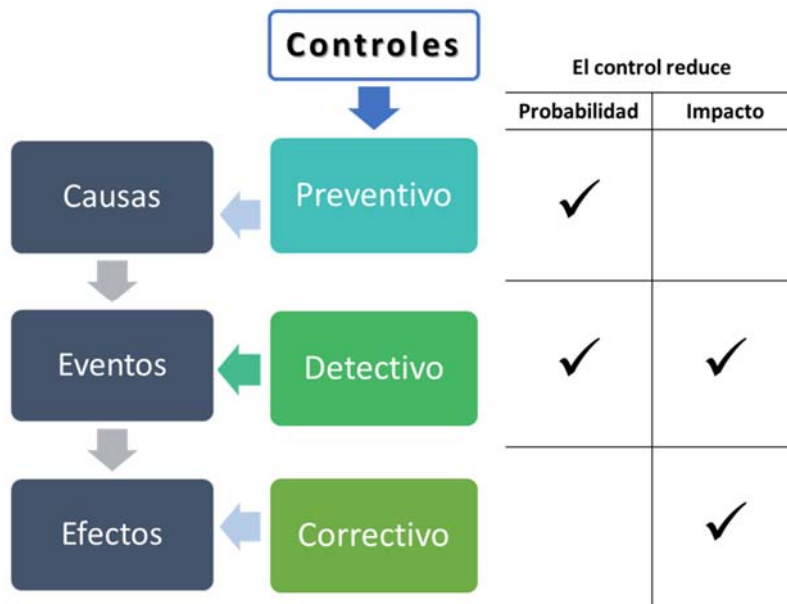 Controles
El control reduce
Probabilidad Impacto
Causas Preventivo ✓
Eventos Detectivo ✓ ✓
Efectos Correctivo ✓